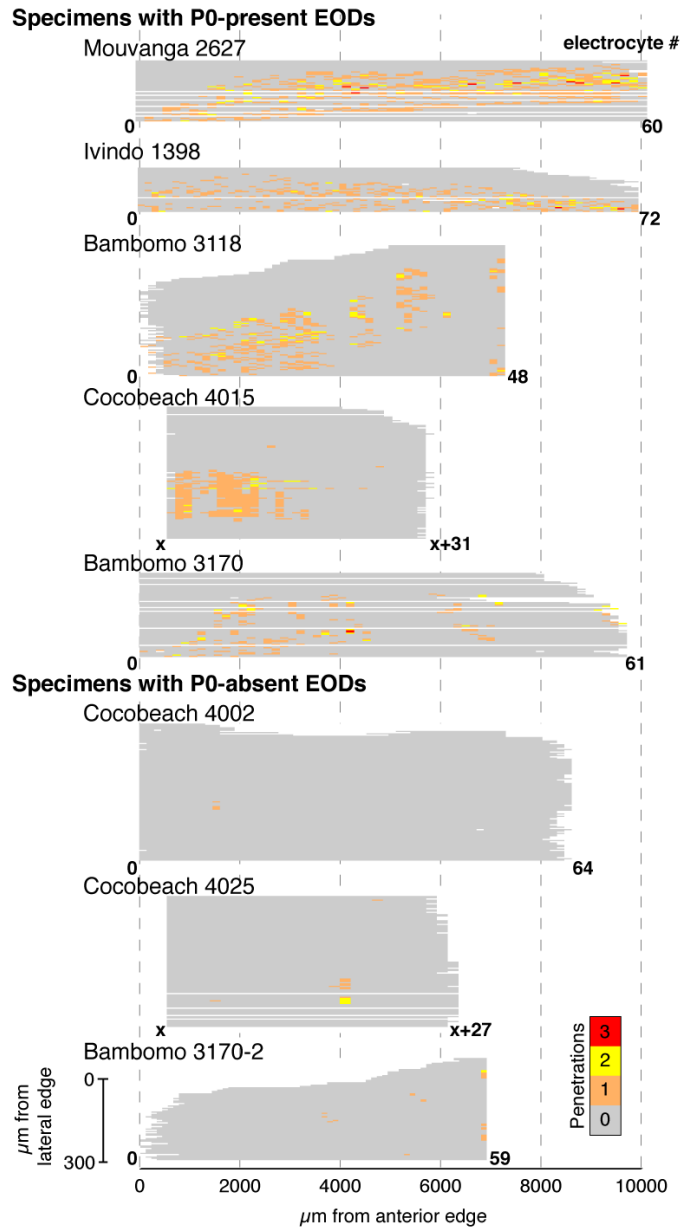 Specimens with P0-present EODs
Mouvanga 2627
electrocyte #
0
60
Ivindo 1398
0
72
Bambomo 3118
0
48
Cocobeach 4015
x
x+31
Bambomo 3170
0
61
Specimens with P0-absent EODs
Cocobeach 4002
0
64
Cocobeach 4025
x
x+27
Bambomo 3170-2
0
59
µm from
lateral edge
0
300
Penetrations
3
2
1
0
0 2000 4000 6000 8000 10000
µm from anterior edge